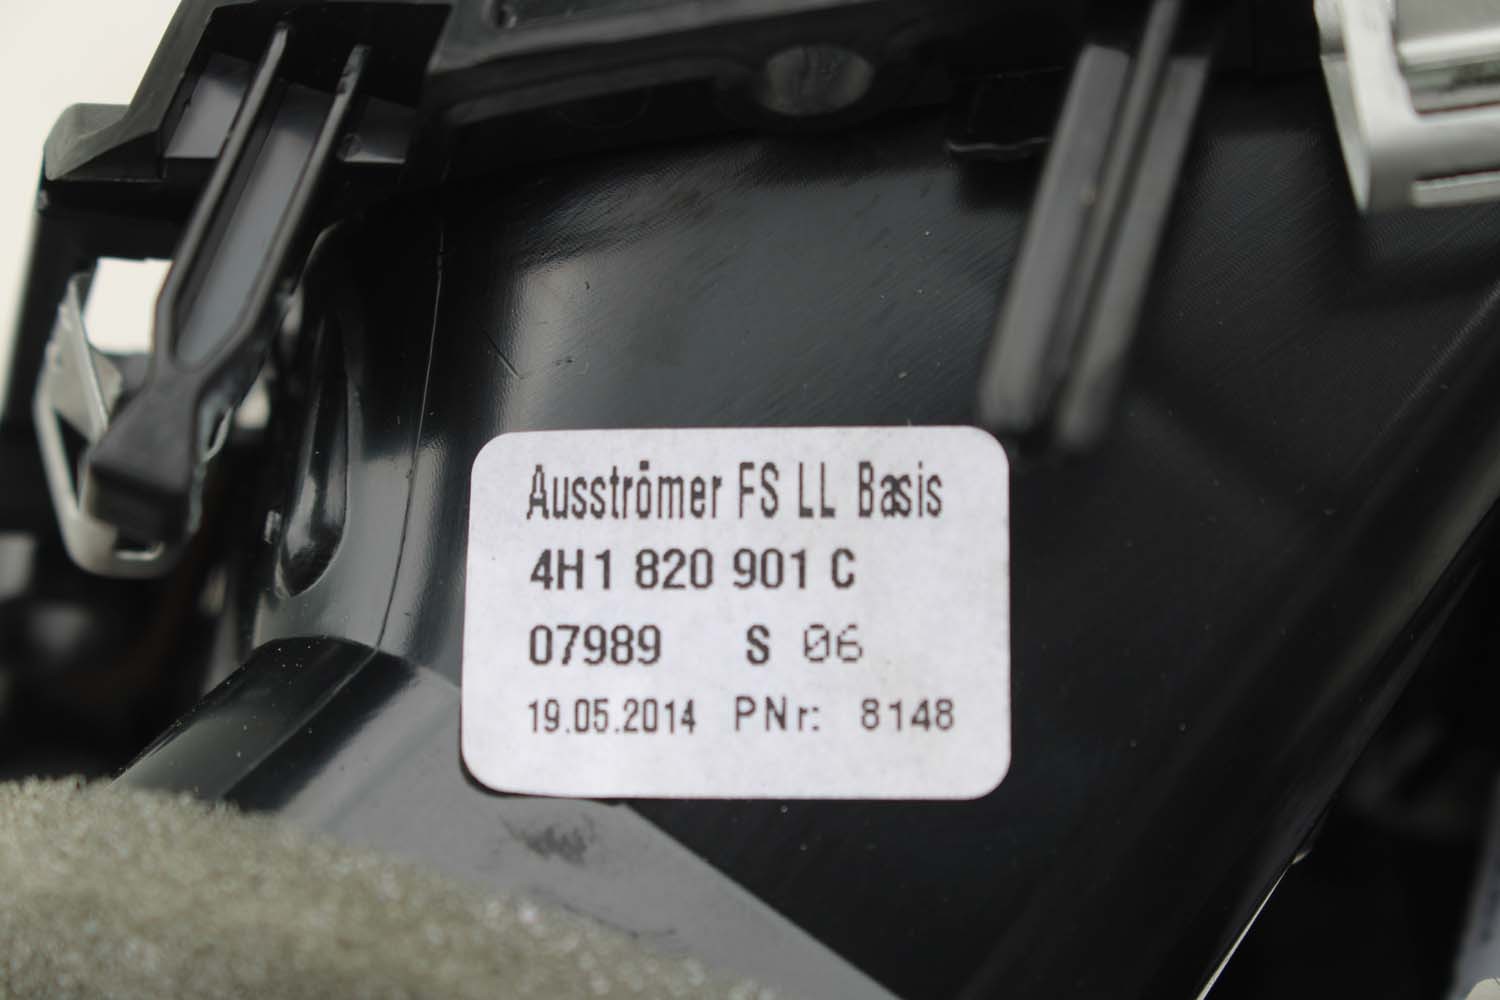 Ausströmer FS LL Basis
4H1 820 901 C
07989 S 06
19.05.2014 PNr: 8148